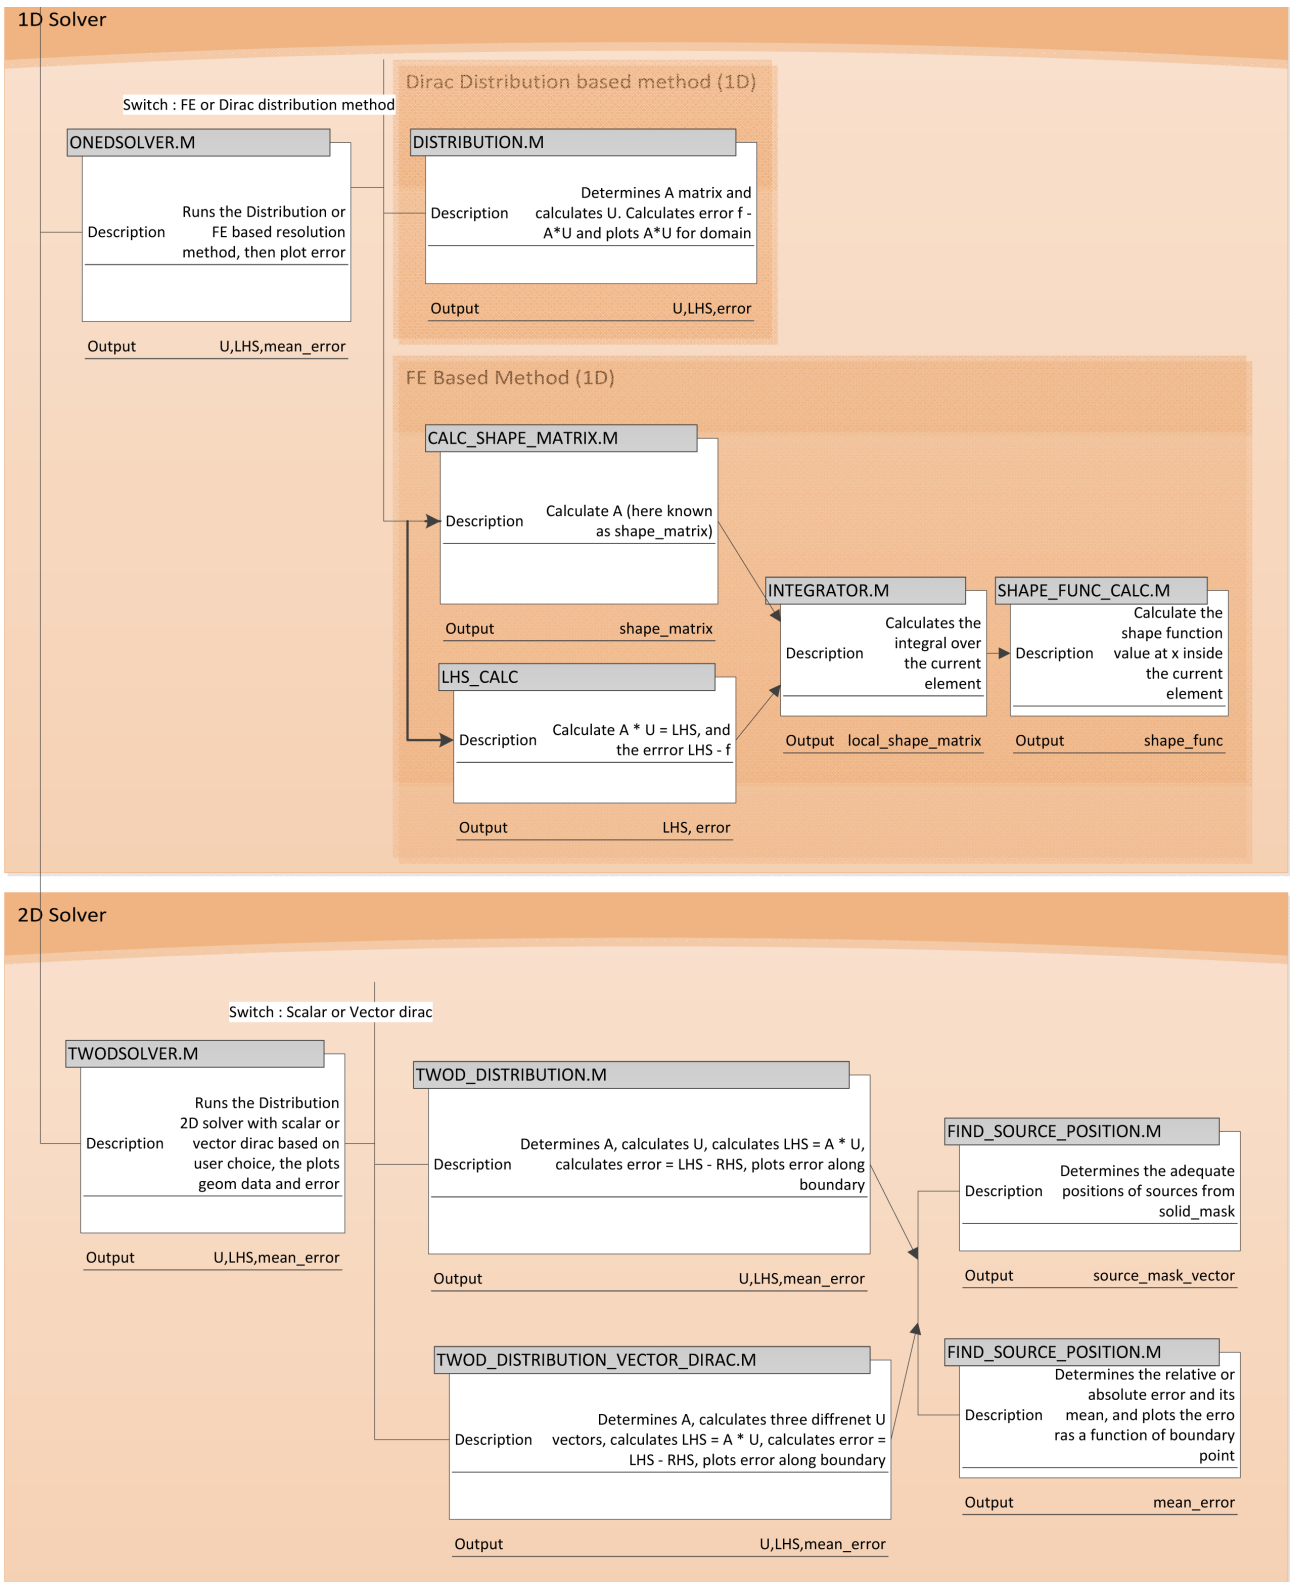 1D Solver
Dirac Distribution based method (1D)
Switch : FE or Dirac distribution method
ONEDSOLVER.M
Description
Runs the Distribution or
FE based resolution
method, then plot error
Output
U,LHS,mean_error
DISTRIBUTION.M
Description
Determines A matrix and
calculates U. Calculates error f -
A*U and plots A*U for domain
Output
U,LHS,error
FE Based Method (1D)
CALC_SHAPE_MATRIX.M
Description
Calculate A (here known
as shape_matrix)
Output
shape_matrix
LHS_CALC
Description
Calculate A * U = LHS, and
the errror LHS - f
Output
LHS, error
INTEGRATOR.M
Description
Calculates the
integral over
the current
element
Output
local_shape_matrix
SHAPE_FUNC_CALC.M
Description
Calculate the
shape function
value at x inside
the current
element
Output
shape_func
2D Solver
Switch : Scalar or Vector dirac
TWODSOLVER.M
Description
Runs the Distribution
2D solver with scalar or
vector dirac based on
user choice, the plots
geom data and error
Output
U,LHS,mean_error
TWOD_DISTRIBUTION.M
Description
Determines A, calculates U, calculates LHS = A * U,
calculates error = LHS - RHS, plots error along
boundary
Output
U,LHS,mean_error
TWOD_DISTRIBUTION_VECTOR_DIRAC.M
Description
Determines A, calculates three diffrenet U
vectors, calculates LHS = A * U, calculates error =
LHS - RHS, plots error along boundary
Output
U,LHS,mean_error
FIND_SOURCE_POSITION.M
Description
Determines the adequate
positions of sources from
solid_mask
Output
source_mask_vector
FIND_SOURCE_POSITION.M
Description
Determines the relative or
absolute error and its
mean, and plots the erro
ras a function of boundary
point
Output
mean_error